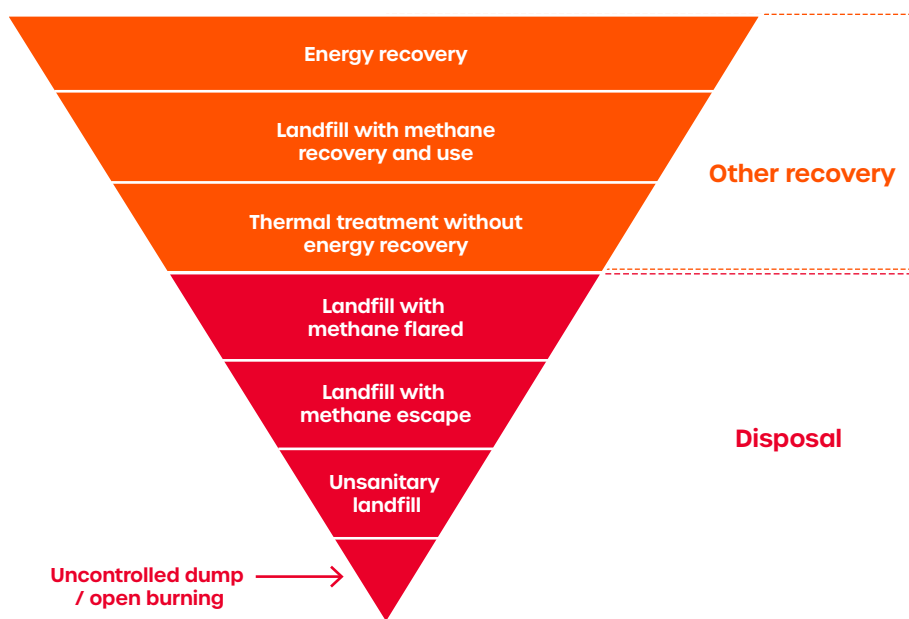 Energy recovery
Landfill with methane
recovery and use
Other recovery
Thermal treatment without
energy recovery
Landfill with
methane flared
Landfill with
methane escape
Disposal
Unsanitary
landfill
Uncontrolled dump
/ open burning